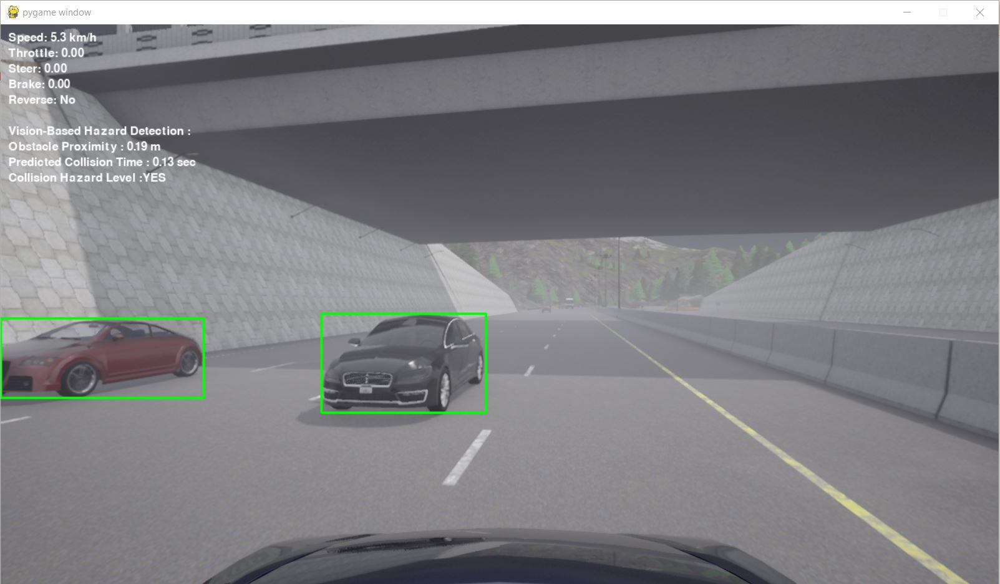 pygame window
Speed: 5.3 km/h
Throttle: 0.00
Steer: 0.00
Brake: 0.00
Reverse: No
Vision-Based Hazard Detection :
Obstacle Proximity : 0.19 m
Predicted Collision Time : 0.13 sec
Collision Hazard Level :YES